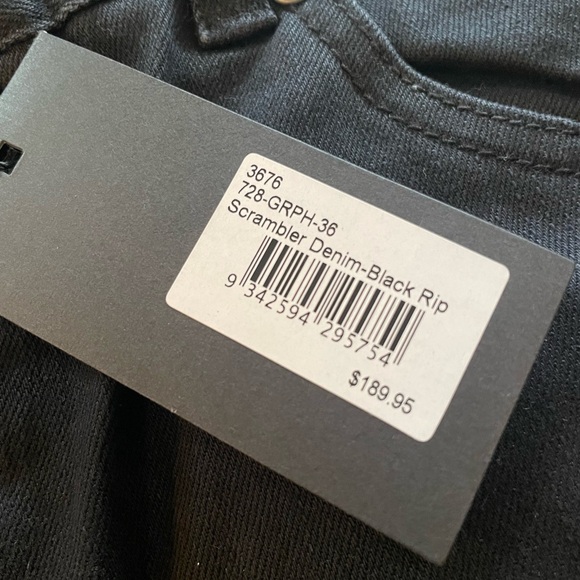 3676
728-GRPH-36
Scrambler Denim-Black Rip
9 342594 295754
$189.95